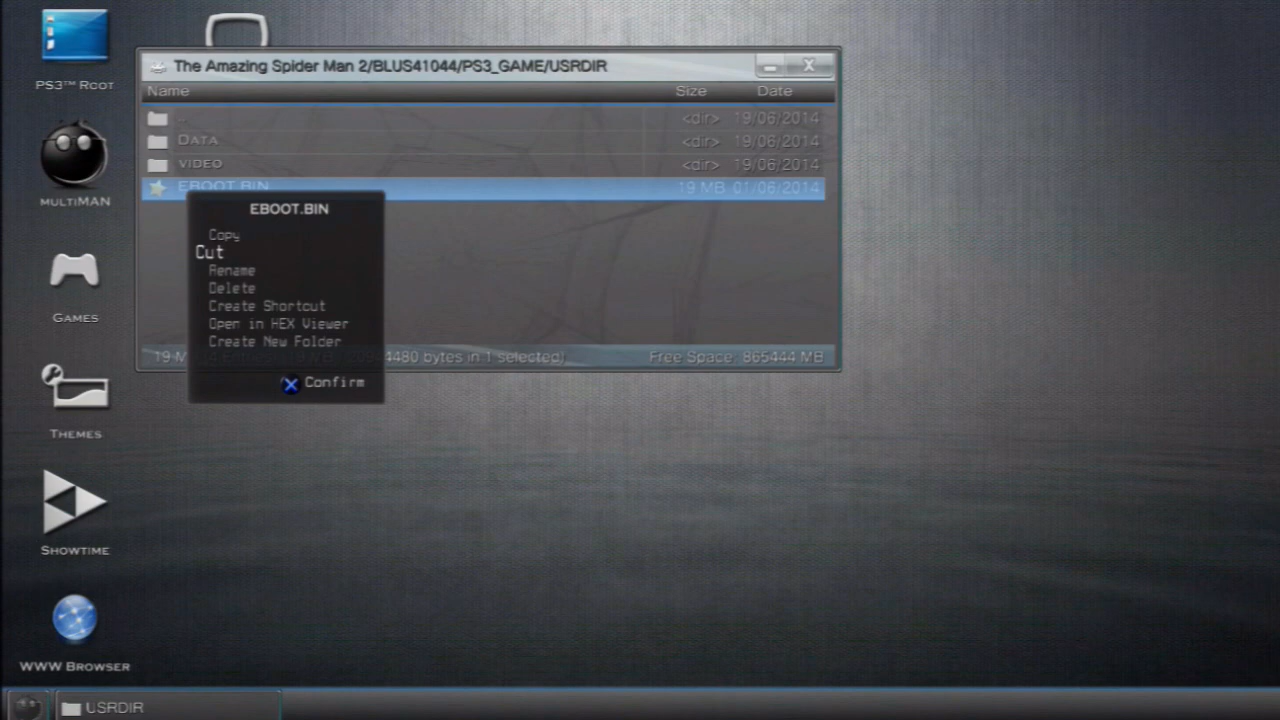 PS3™ Root
multiMAN
Games
Themes
Showtime
WWW Browser
The Amazing Spider Man 2/BLUS41044/PS3_GAME/USRDIR
Name Size Date
.. <dir> 19/06/2014
Data <dir> 19/06/2014
VIDEO <dir> 19/06/2014
EBOOT.BIN 19 MB 01/06/2014
EBOOT.BIN
Copy
Cut
Rename
Delete
Create Shortcut
Open in HEX Viewer
Create New Folder
Confirm
4480 bytes in 1 selected) Free Space: 865444 MB
USRDIR